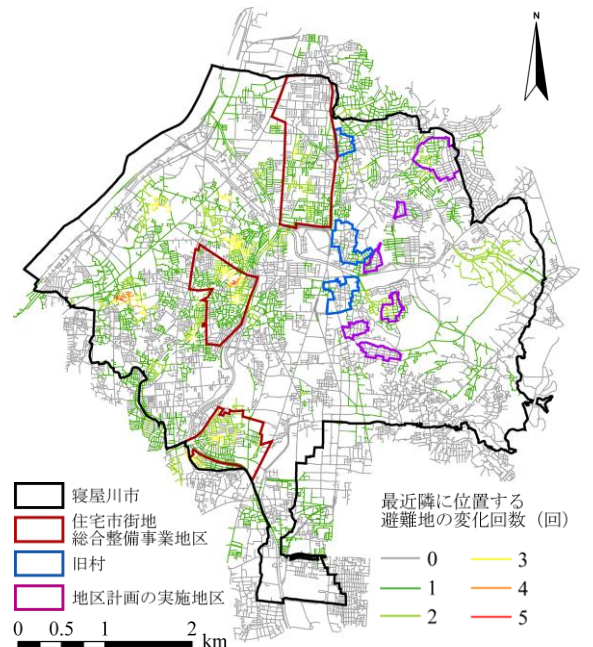 N
寝屋川市
住宅市街地
総合整備事業地区
旧村
地区計画の実施地区
0 0.5 1 2 km
最近隣に位置する
避難地の変化回数（回）
0
1
2
3
4
5